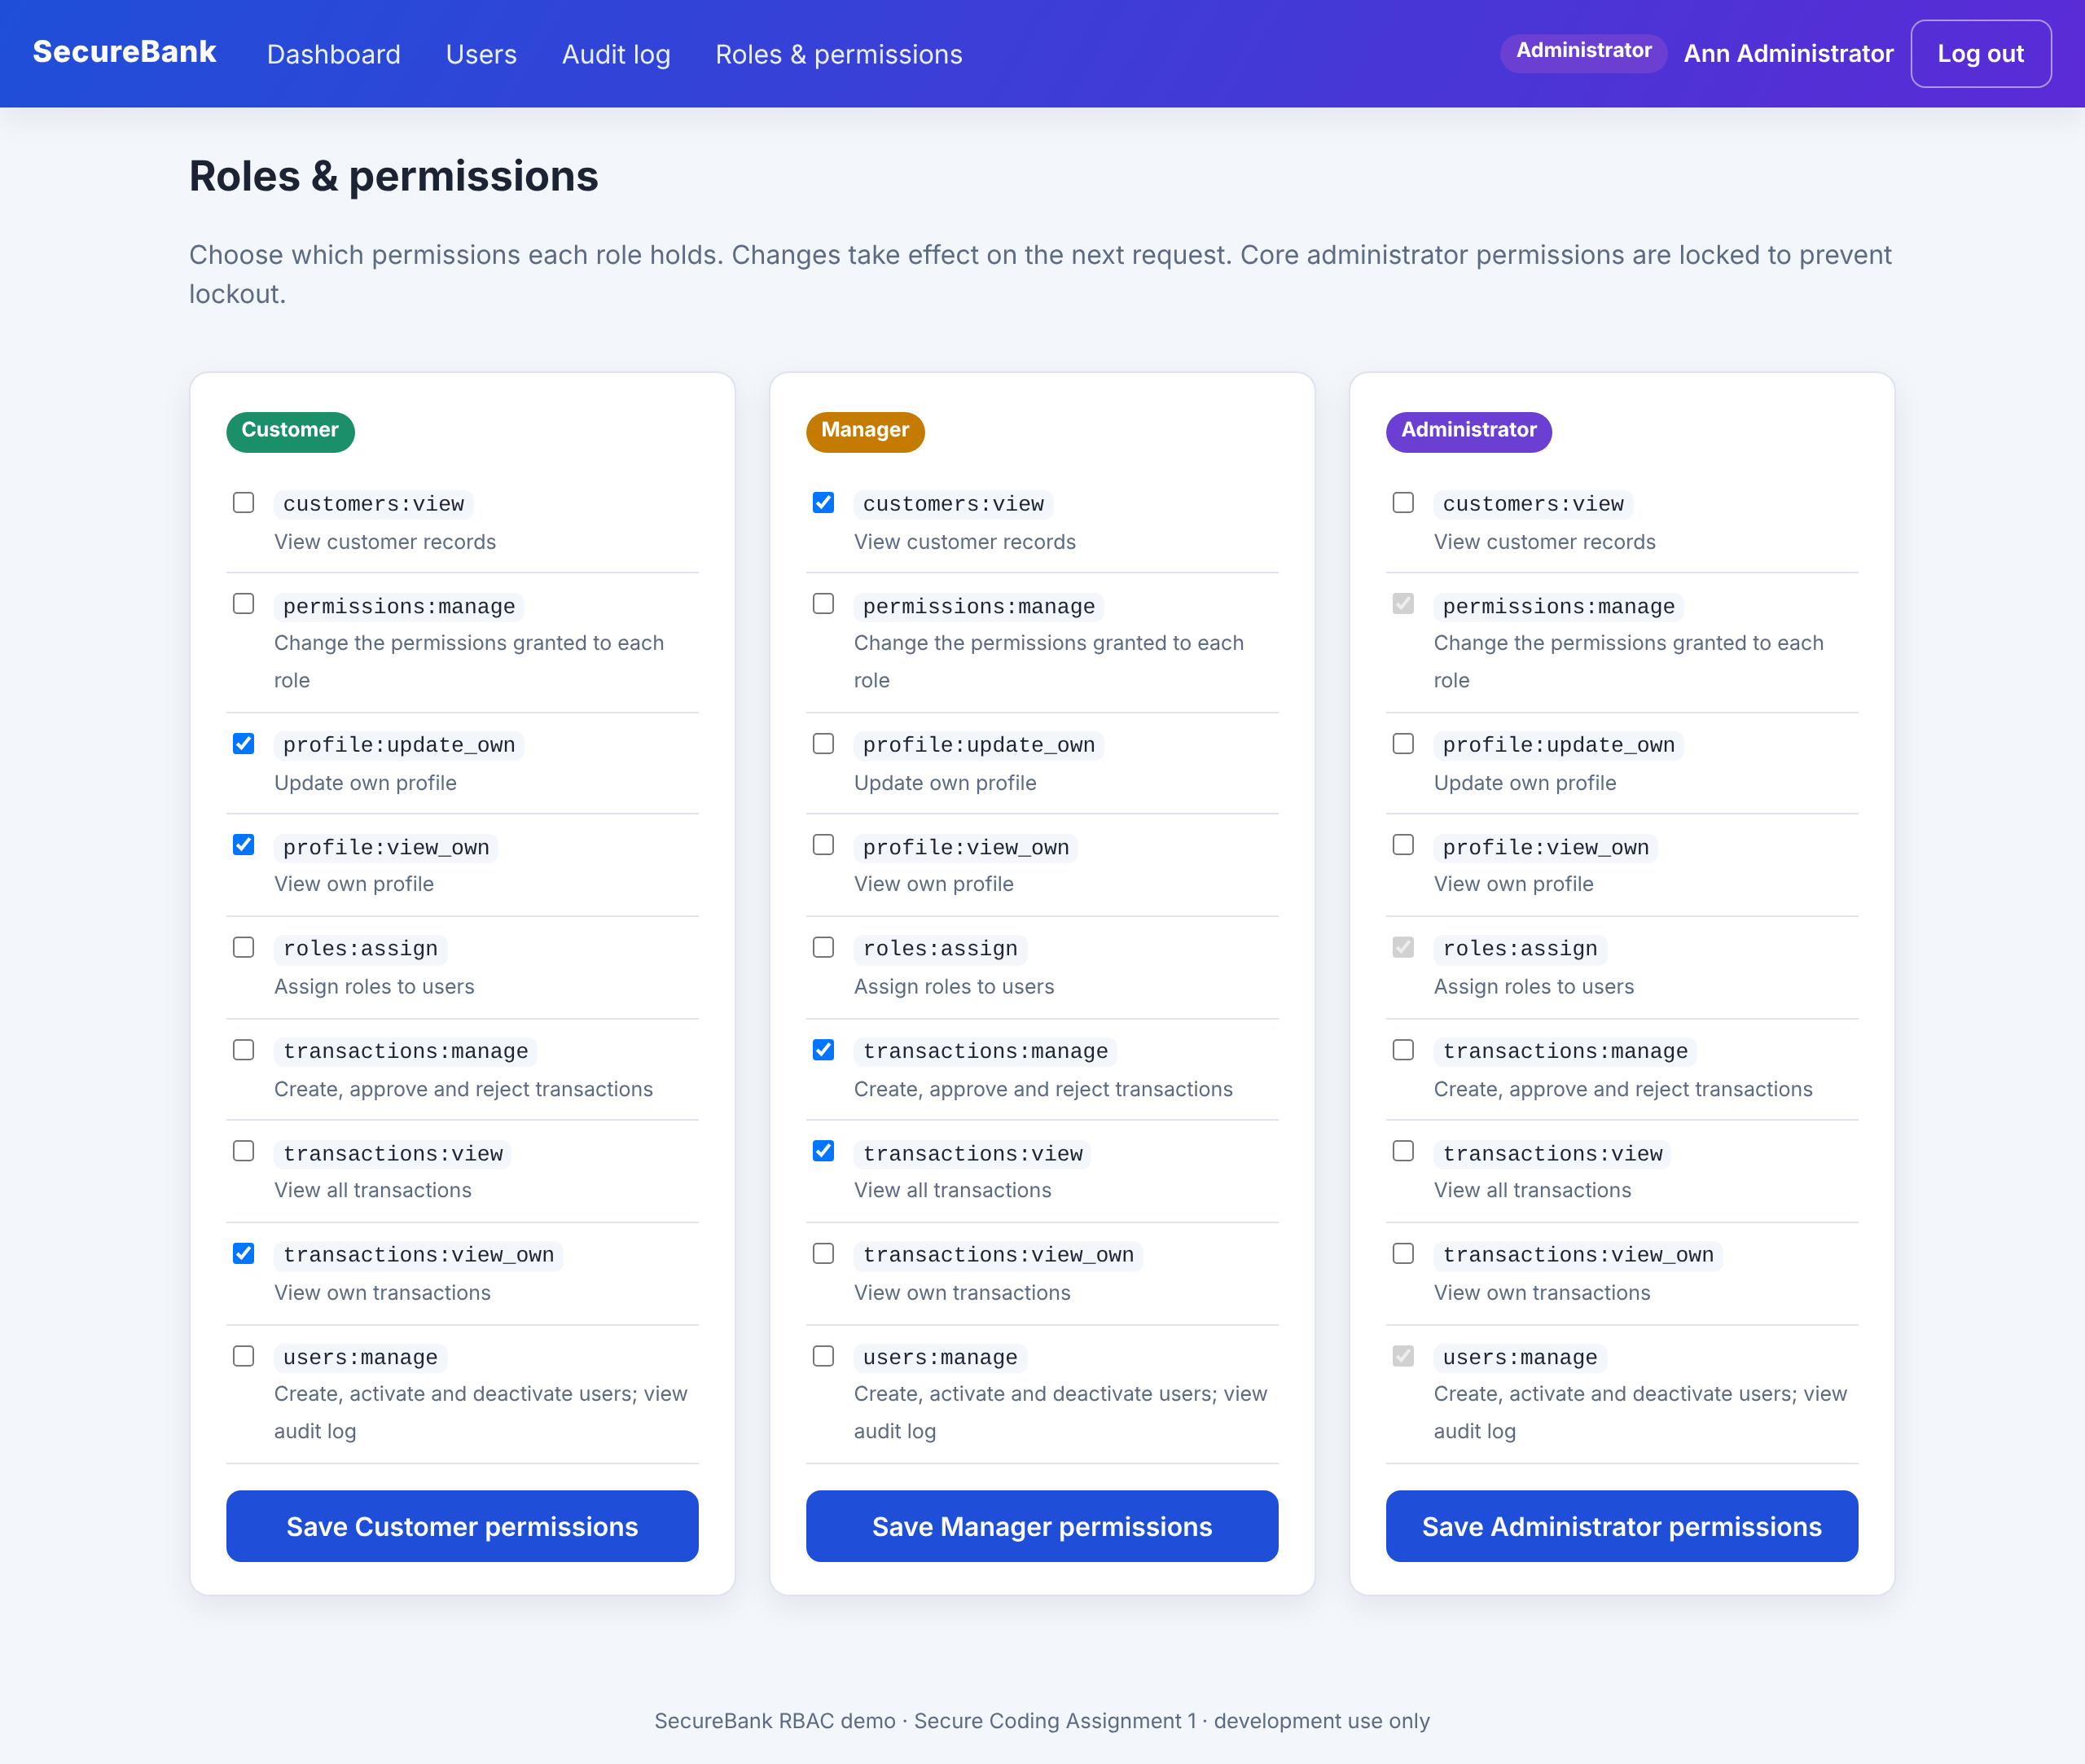 SecureBank
Dashboard
Users
Audit log
Roles & permissions
Administrator
Ann Administrator
Log out
Roles & permissions
Choose which permissions each role holds. Changes take effect on the next request. Core administrator permissions are locked to prevent
lockout.
Customer
customers:view
View customer records
permissions:manage
Change the permissions granted to each
role
profile:update_own
Update own profile
profile:view_own
View own profile
roles:assign
Assign roles to users
transactions:manage
Create, approve and reject transactions
transactions:view
View all transactions
transactions:view_own
View own transactions
users:manage
Create, activate and deactivate users; view
audit log
Save Customer permissions
Manager
customers:view
View customer records
permissions:manage
Change the permissions granted to each
role
profile:update_own
Update own profile
profile:view_own
View own profile
roles:assign
Assign roles to users
transactions:manage
Create, approve and reject transactions
transactions:view
View all transactions
transactions:view_own
View own transactions
users:manage
Create, activate and deactivate users; view
audit log
Save Manager permissions
Administrator
customers:view
View customer records
permissions:manage
Change the permissions granted to each
role
profile:update_own
Update own profile
profile:view_own
View own profile
roles:assign
Assign roles to users
transactions:manage
Create, approve and reject transactions
transactions:view
View all transactions
transactions:view_own
View own transactions
users:manage
Create, activate and deactivate users; view
audit log
Save Administrator permissions
SecureBank RBAC demo · Secure Coding Assignment 1 · development use only